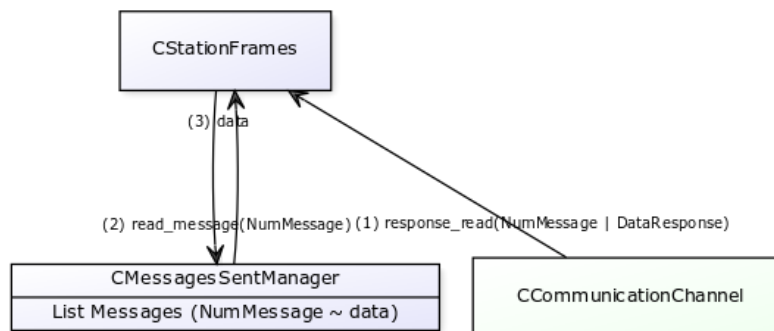 CStationFrames
(3) data
(2) read_message(NumMessage)
(1) response_read(NumMessage | DataResponse)
CMessagesSentManager
List Messages (NumMessage ~ data)
CCommunicationChannel